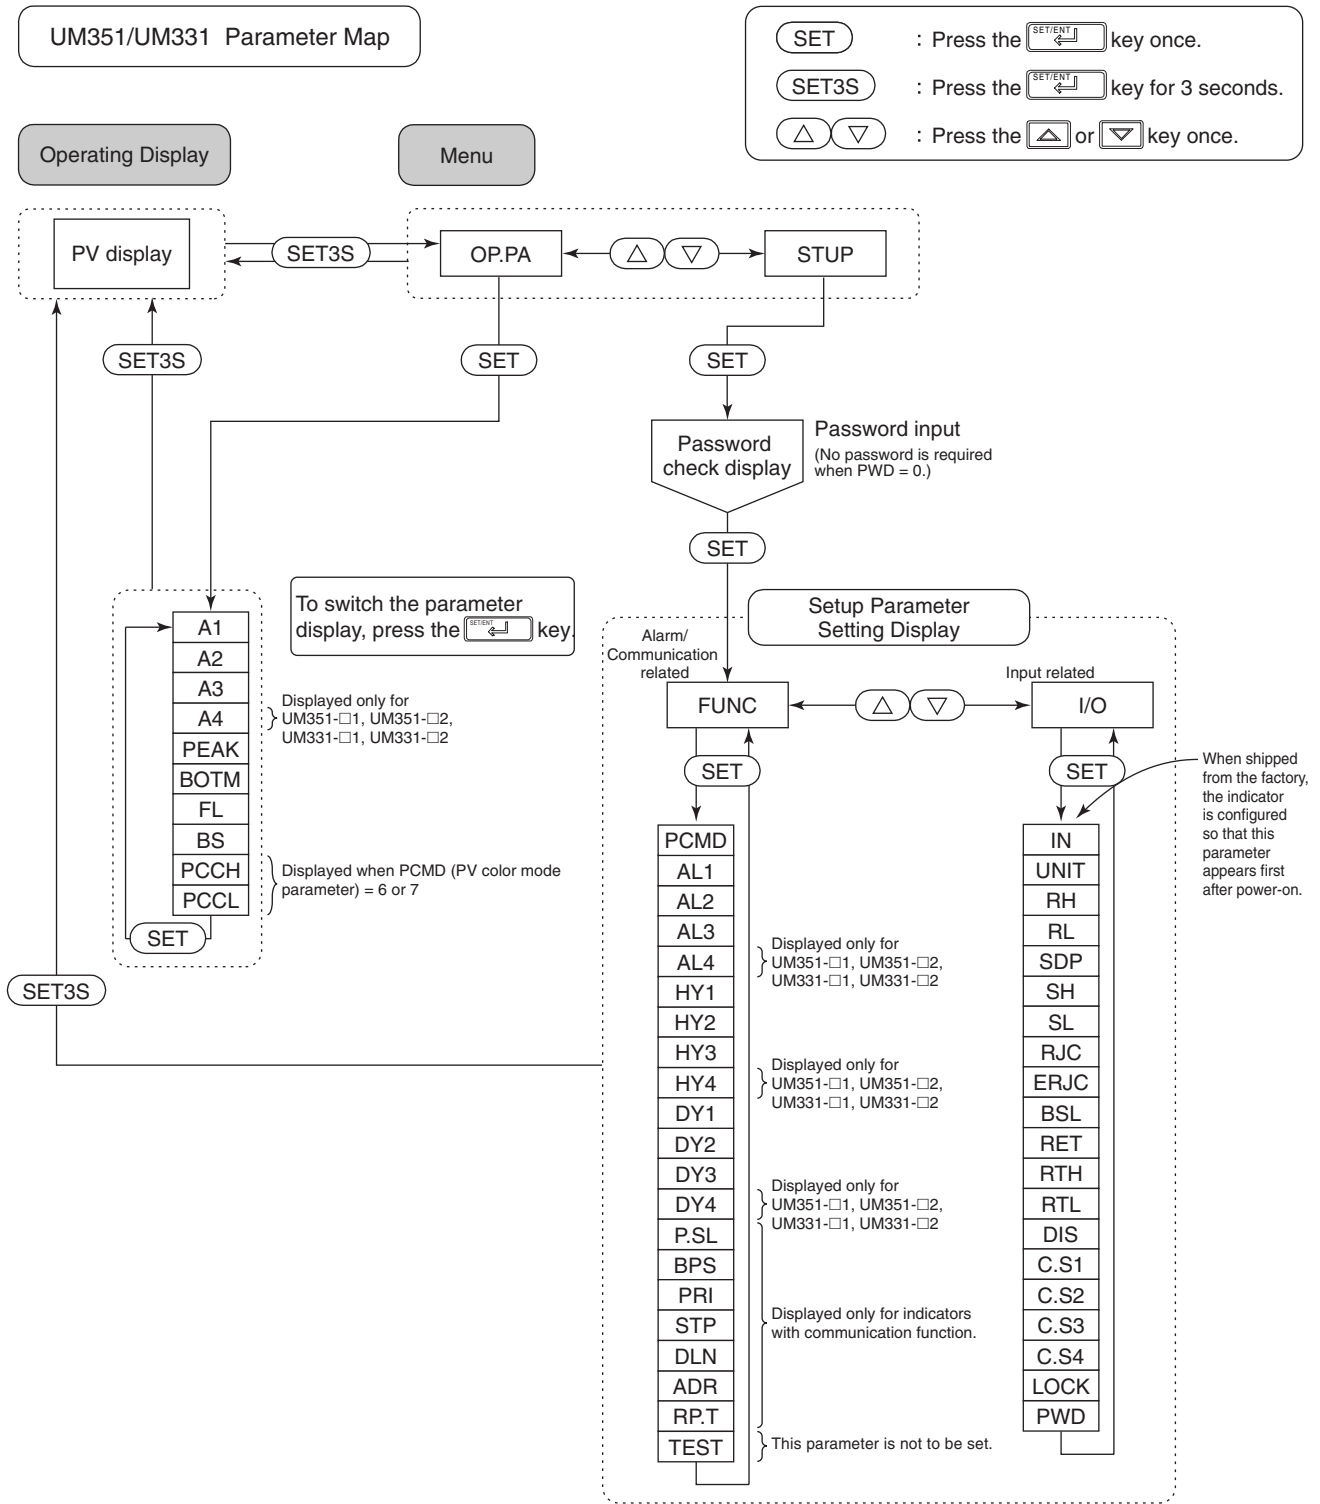 UM351/UM331 Parameter Map
SET : Press the SET/ENT key once.
SET3S : Press the SET/ENT key for 3 seconds.
△ ▽ : Press the △ or ▽ key once.
Operating Display
Menu
PV display
SET3S
OP.PA
△ ▽
STUP
SET3S
SET
SET
Password
check display
Password input
(No password is required
when PWD = 0.)
SET
To switch the parameter
display, press the SET/ENT key.
A1
A2
A3
A4
PEAK
BOTM
FL
BS
PCCH
PCCL
SET
Displayed only for
UM351-□1, UM351-□2,
UM331-□1, UM331-□2
Displayed when PCMD (PV color mode
parameter) = 6 or 7
SET3S
Setup Parameter
Setting Display
Alarm/
Communication
related
FUNC
△ ▽
Input related
I/O
SET
SET
When shipped
from the factory,
the indicator
is configured
so that this
parameter
appears first
after power-on.
PCMD
AL1
AL2
AL3
AL4
HY1
HY2
HY3
HY4
DY1
DY2
DY3
DY4
P.SL
BPS
PRI
STP
DLN
ADR
RP.T
TEST
Displayed only for
UM351-□1, UM351-□2,
UM331-□1, UM331-□2
Displayed only for
UM351-□1, UM351-□2,
UM331-□1, UM331-□2
Displayed only for
UM351-□1, UM351-□2,
UM331-□1, UM331-□2
Displayed only for indicators
with communication function.
This parameter is not to be set.
IN
UNIT
RH
RL
SDP
SH
SL
RJC
ERJC
BSL
RET
RTH
RTL
DIS
C.S1
C.S2
C.S3
C.S4
LOCK
PWD